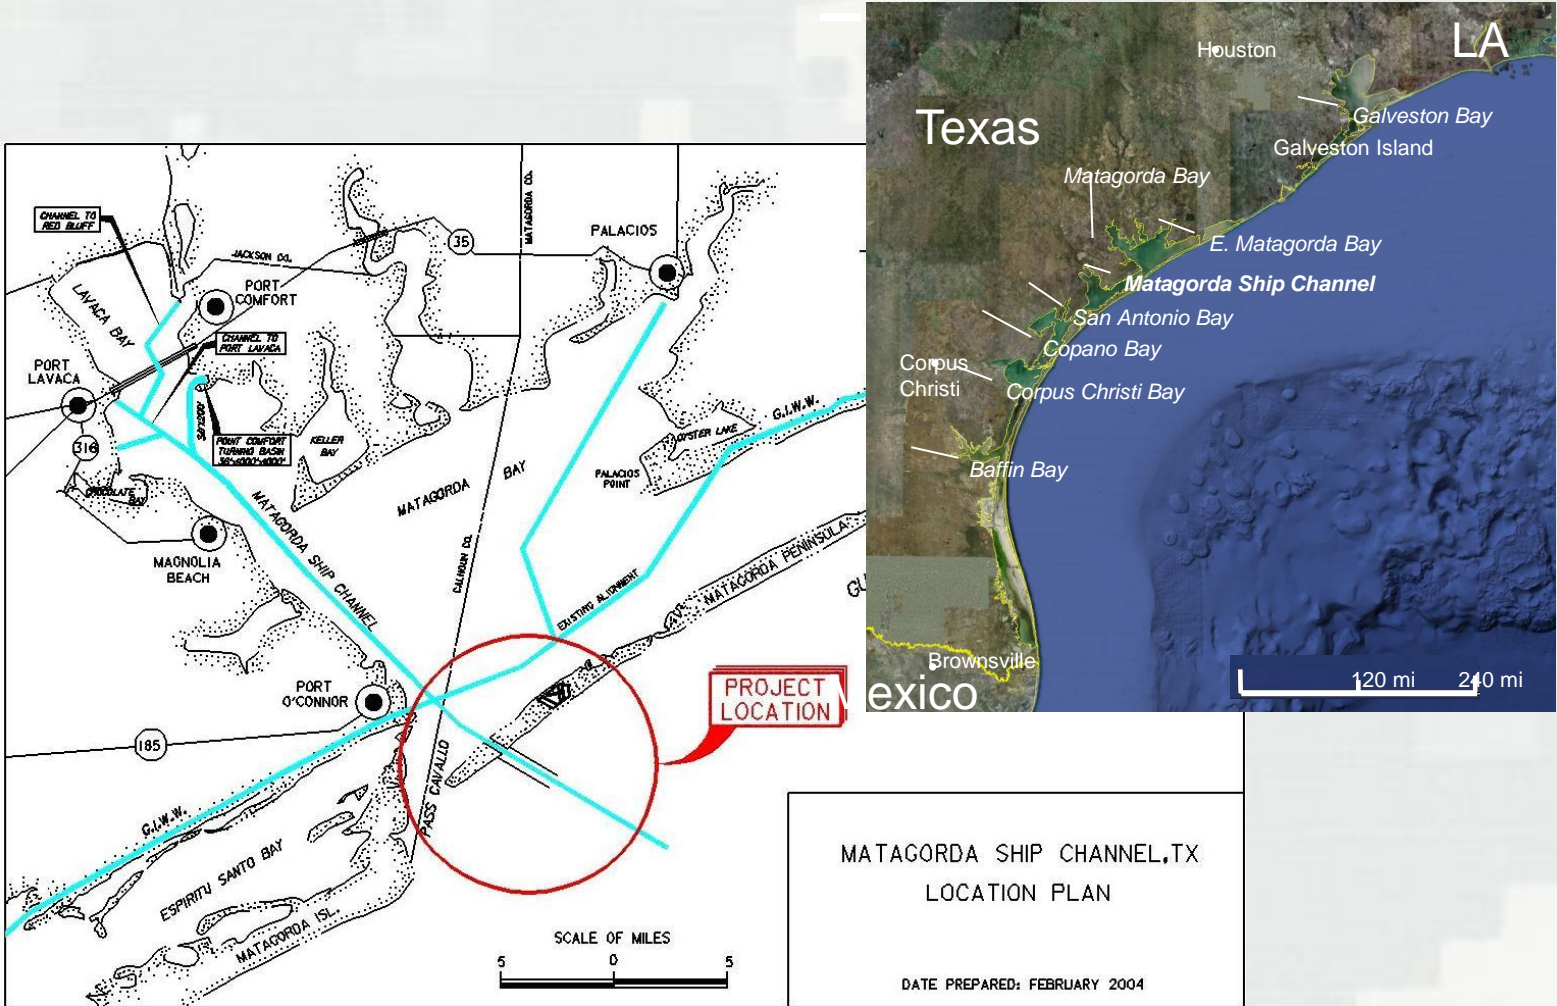 LA
Houston
Galveston Bay
Texas
Galveston Island
Matagorda Bay
E. Matagorda Bay
Matagorda Ship Channel
San Antonio Bay
Copano Bay
Corpus
Christi
Corpus Christi Bay
Baffin Bay
Brownsville
Mexico
120 mi
240 mi
CHANNEL TO
RED BLUFF
JACKSON CO.
35
MATAGORDA CO.
PALACIOS
LAVACA BAY
PORT
COMFORT
CHANNEL TO
PORT LAVACA
PORT
LAVACA
316
POINT COMFORT
TURNING BASIN
KELLER
BAY
OYSTER LAKE
G.I.W.W.
PALACIOS
POINT
CHOCOLATE
BAY
MATAGORDA BAY
MATAGORDA SHIP CHANNEL
MAGNOLIA
BEACH
CALHOUN CO.
EXISTING ALIGNMENT
MATAGORDA PENINSULA
GU
PORT
O'CONNOR
PROJECT
LOCATION
185
PASS CAVALLO
G.I.W.W.
ESPIRITU SANTO BAY
MATAGORDA ISL.
SCALE OF MILES
5 0 5
MATAGORDA SHIP CHANNEL,TX
LOCATION PLAN
DATE PREPARED: FEBRUARY 2004